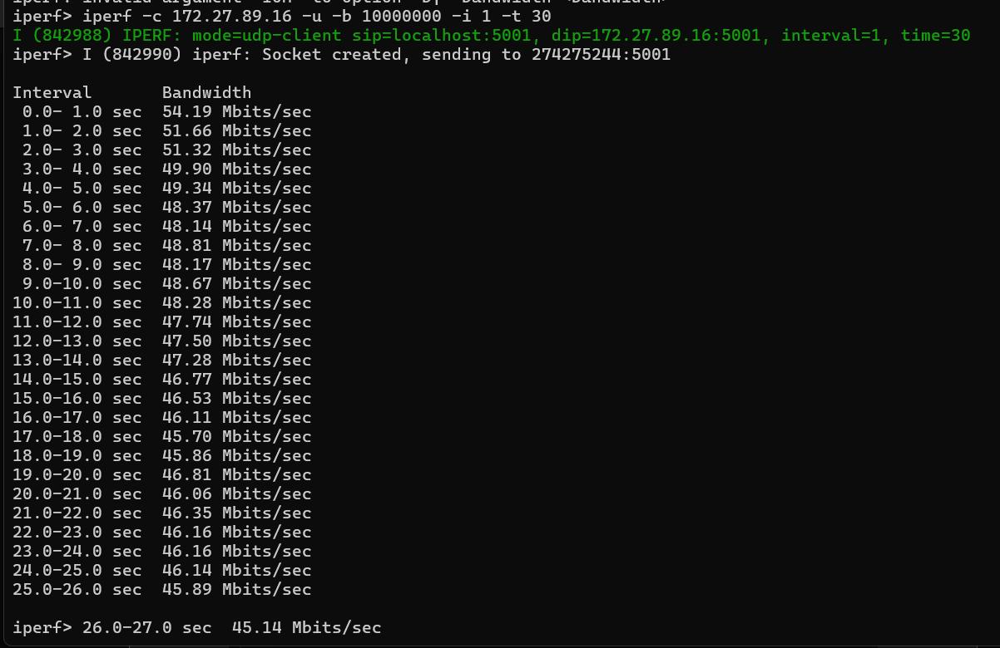 iperf> iperf -c 172.27.89.16 -u -b 10000000 -i 1 -t 30
I (842988) IPERF: mode=udp-client sip=localhost:5001, dip=172.27.89.16:5001, interval=1, time=30
iperf> I (842990) iperf: Socket created, sending to 274275244:5001
Interval       Bandwidth
 0.0- 1.0 sec  54.19 Mbits/sec
 1.0- 2.0 sec  51.66 Mbits/sec
 2.0- 3.0 sec  51.32 Mbits/sec
 3.0- 4.0 sec  49.90 Mbits/sec
 4.0- 5.0 sec  49.34 Mbits/sec
 5.0- 6.0 sec  48.37 Mbits/sec
 6.0- 7.0 sec  48.14 Mbits/sec
 7.0- 8.0 sec  48.81 Mbits/sec
 8.0- 9.0 sec  48.17 Mbits/sec
 9.0-10.0 sec  48.67 Mbits/sec
10.0-11.0 sec  48.28 Mbits/sec
11.0-12.0 sec  47.74 Mbits/sec
12.0-13.0 sec  47.50 Mbits/sec
13.0-14.0 sec  47.28 Mbits/sec
14.0-15.0 sec  46.77 Mbits/sec
15.0-16.0 sec  46.53 Mbits/sec
16.0-17.0 sec  46.11 Mbits/sec
17.0-18.0 sec  45.70 Mbits/sec
18.0-19.0 sec  45.86 Mbits/sec
19.0-20.0 sec  46.81 Mbits/sec
20.0-21.0 sec  46.06 Mbits/sec
21.0-22.0 sec  46.35 Mbits/sec
22.0-23.0 sec  46.16 Mbits/sec
23.0-24.0 sec  46.16 Mbits/sec
24.0-25.0 sec  46.14 Mbits/sec
25.0-26.0 sec  45.89 Mbits/sec
iperf> 26.0-27.0 sec  45.14 Mbits/sec